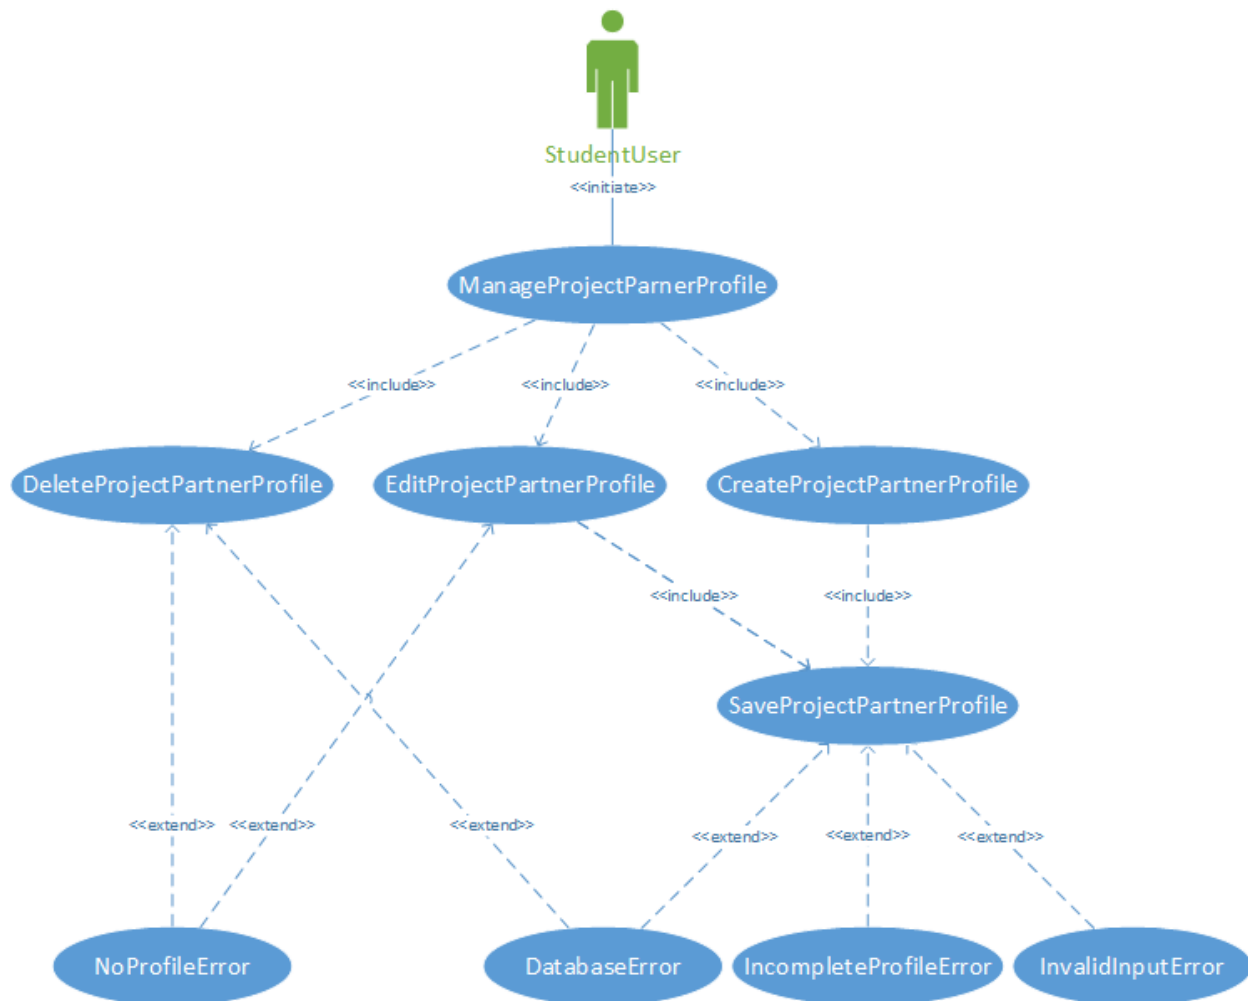 StudentUser
<<initiate>>
ManageProjectParnerProfile
<<include>>
<<include>>
<<include>>
DeleteProjectPartnerProfile
EditProjectPartnerProfile
CreateProjectPartnerProfile
<<include>>
<<include>>
SaveProjectPartnerProfile
<<extend>>
<<extend>>
<<extend>>
<<extend>>
<<extend>>
<<extend>>
NoProfileError
DatabaseError
IncompleteProfileError
InvalidInputError